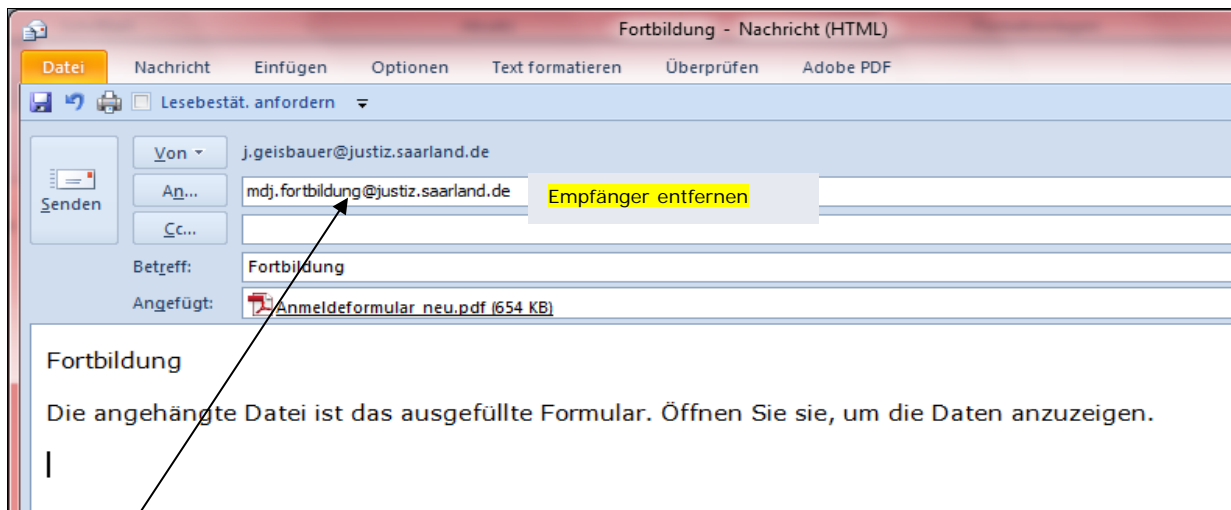 Fortbildung - Nachricht (HTML)
Datei Nachricht Einfügen Optionen Text formatieren Überprüfen Adobe PDF
Lesebestät. anfordern
Von j.geisbauer@justiz.saarland.de
Senden
An... mdj.fortbildung@justiz.saarland.de Empfänger entfernen
Cc...
Betreff: Fortbildung
Angefügt: Anmeldeformular neu.pdf (654 KB)
Fortbildung
Die angehängte Datei ist das ausgefüllte Formular. Öffnen Sie sie, um die Daten anzuzeigen.